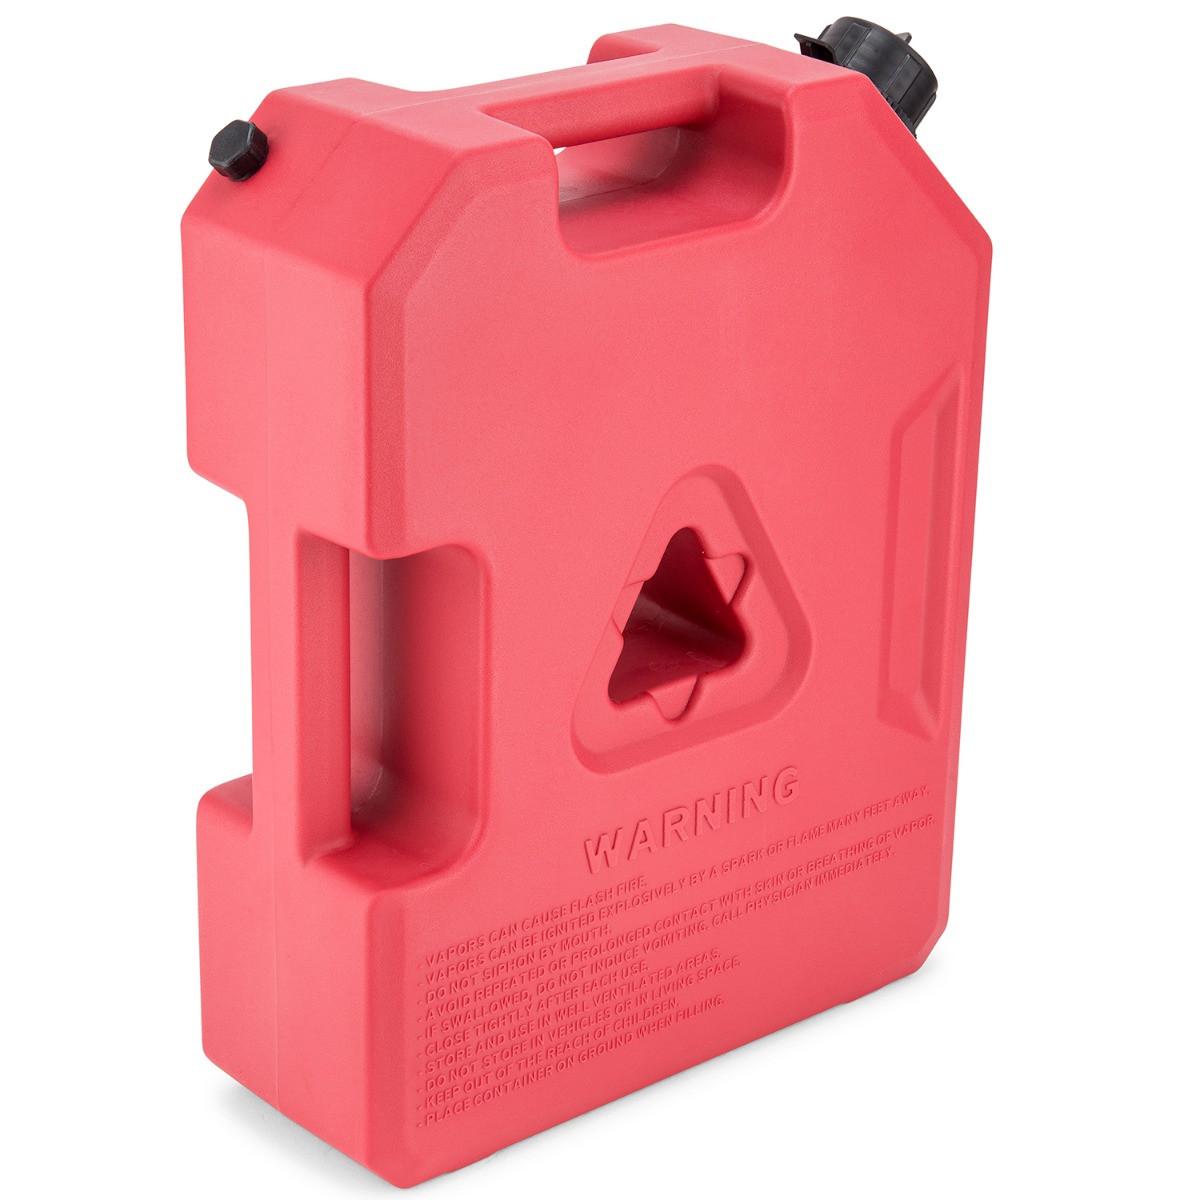 WARNING
- VAPORS CAN CAUSE FLASH FIRE.
- VAPORS CAN BE IGNITED EXPLOSIVELY BY A SPARK OR FLAME MANY FEET AWAY.
- DO NOT SIPHON BY MOUTH.
- AVOID REPEATED OR PROLONGED CONTACT WITH SKIN OR BREATHING OF VAPOR.
- IF SWALLOWED, DO NOT INDUCE VOMITING. CALL PHYSICIAN IMMEDIATELY.
- CLOSE TIGHTLY AFTER EACH USE.
- STORE AND USE IN WELL VENTILATED AREAS.
- DO NOT STORE IN VEHICLES OR IN LIVING SPACE.
- KEEP OUT OF THE REACH OF CHILDREN.
- PLACE CONTAINER ON GROUND WHEN FILLING.